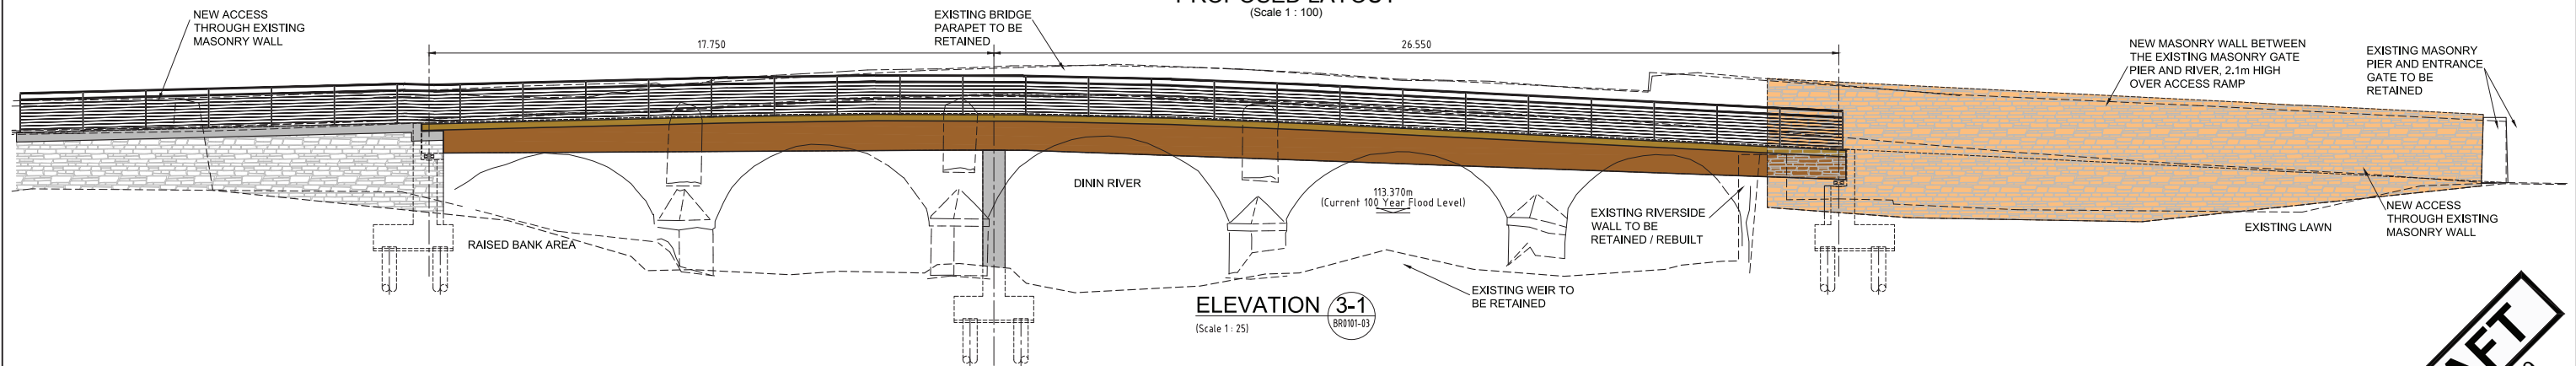 PROPOSED LAYOUT
(Scale 1 : 100)
NEW ACCESS
THROUGH EXISTING
MASONRY WALL
17.750
EXISTING BRIDGE
PARAPET TO BE
RETAINED
26.550
NEW MASONRY WALL BETWEEN
THE EXISTING MASONRY GATE
PIER AND RIVER, 2.1m HIGH
OVER ACCESS RAMP
EXISTING MASONRY
PIER AND ENTRANCE
GATE TO BE
RETAINED
DININ RIVER
113.370m
(Current 100 Year Flood Level)
RAISED BANK AREA
EXISTING RIVERSIDE
WALL TO BE
RETAINED / REBUILT
EXISTING LAWN
NEW ACCESS
THROUGH EXISTING
MASONRY WALL
EXISTING WEIR TO
BE RETAINED
ELEVATION 3-1
BR0101-03
(Scale 1 : 25)